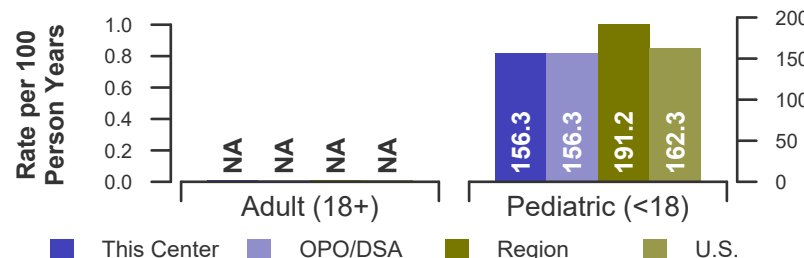 Rate per 100
Person Years
1.0
0.8
0.6
0.4
0.2
0.0
NA NA NA NA
156.3 156.3 191.2 162.3
200
150
100
50
0
Adult (18+) Pediatric (<18)
This Center OPO/DSA Region U.S.